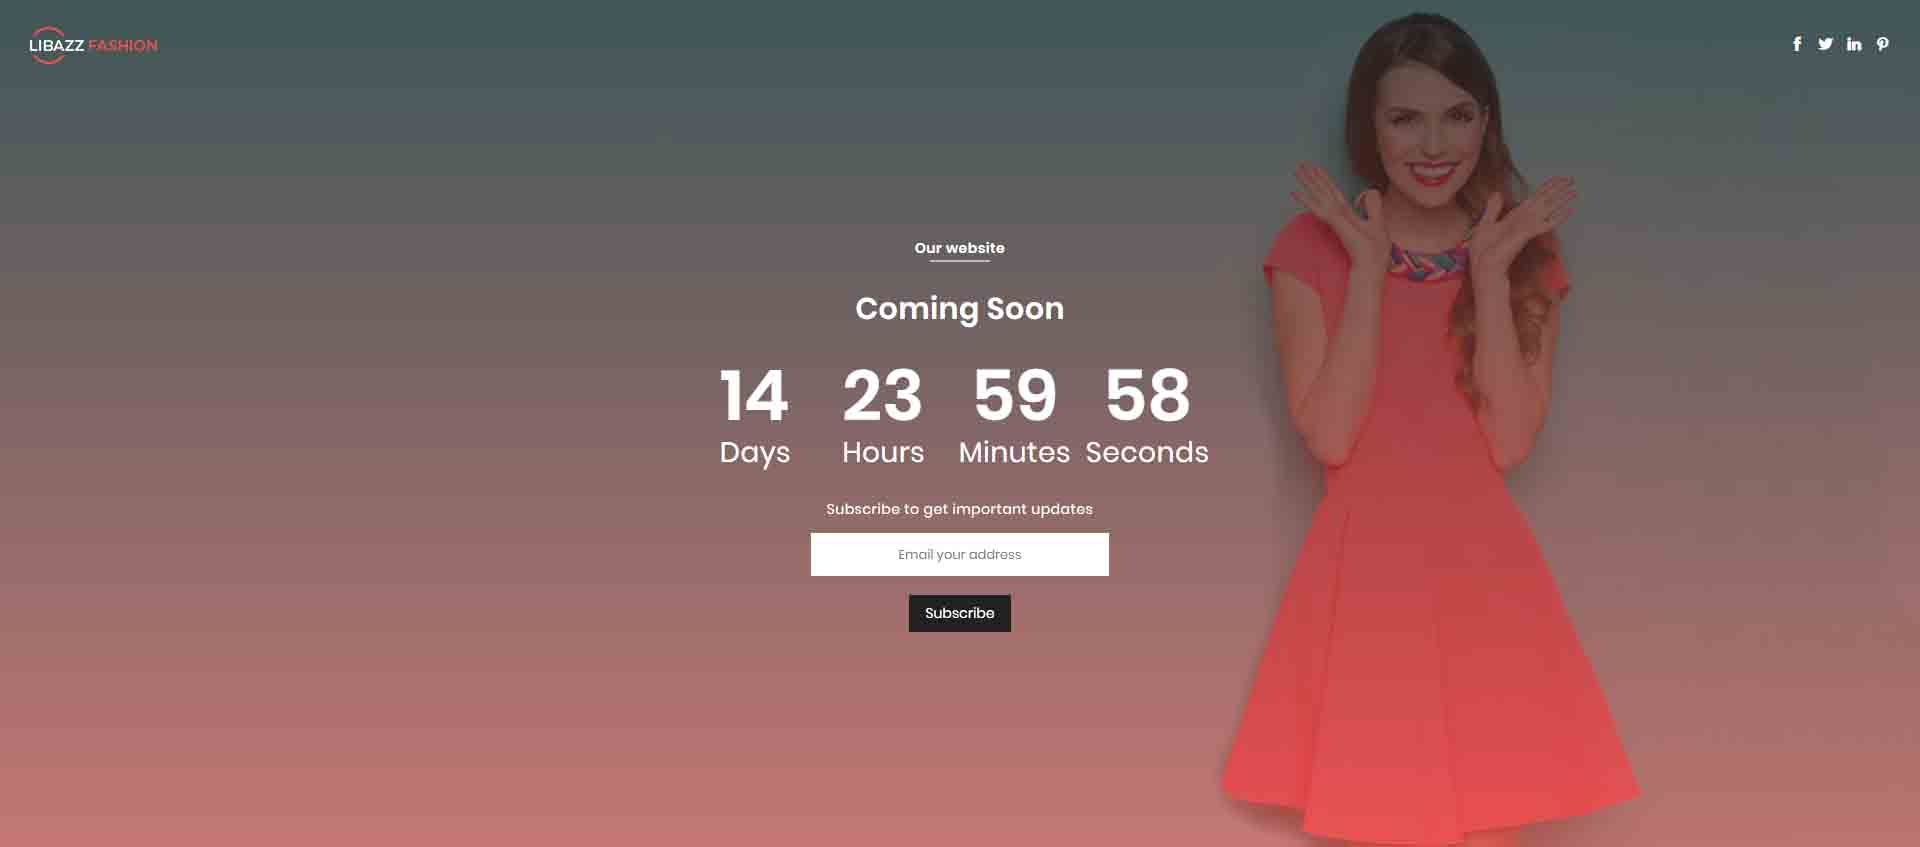 LIBAZZ FASHION
Our website
Coming Soon
14 23 59 58
Days Hours Minutes Seconds
Subscribe to get important updates
Email your address
Subscribe